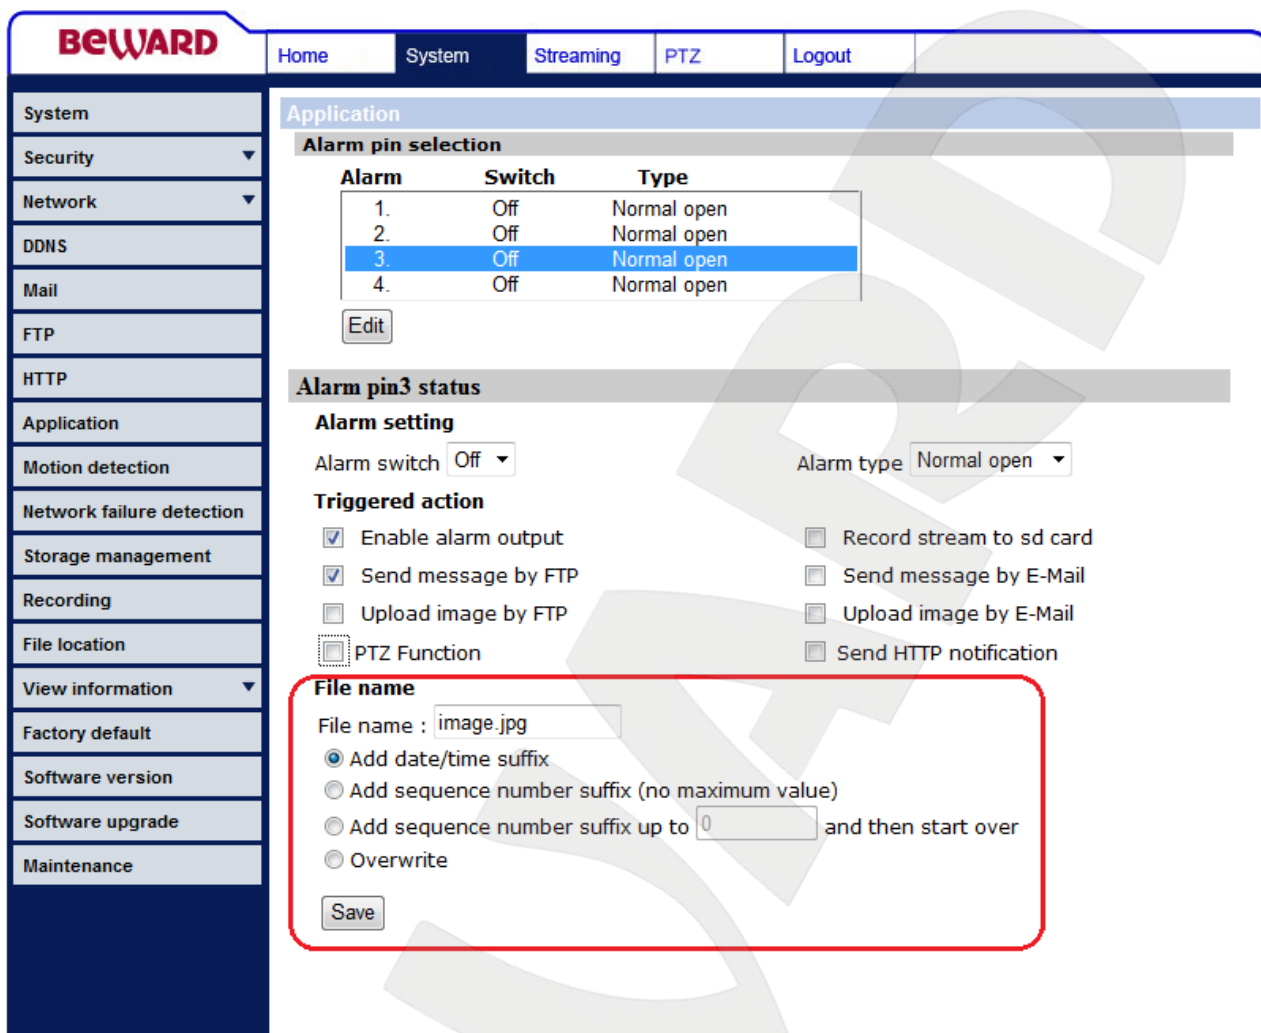 BEWARD
Home System Streaming PTZ Logout
System
Security
Network
DDNS
Mail
FTP
HTTP
Application
Motion detection
Network failure detection
Storage management
Recording
File location
View information
Factory default
Software version
Software upgrade
Maintenance
Application
Alarm pin selection
Alarm Switch Type
1. Off Normal open
2. Off Normal open
3. Off Normal open
4. Off Normal open
Edit
Alarm pin3 status
Alarm setting
Alarm switch Off Alarm type Normal open
Triggered action
Enable alarm output Record stream to sd card
Send message by FTP Send message by E-Mail
Upload image by FTP Upload image by E-Mail
PTZ Function Send HTTP notification
File name
File name : image.jpg
Add date/time suffix
Add sequence number suffix (no maximum value)
Add sequence number suffix up to 0 and then start over
Overwrite
Save